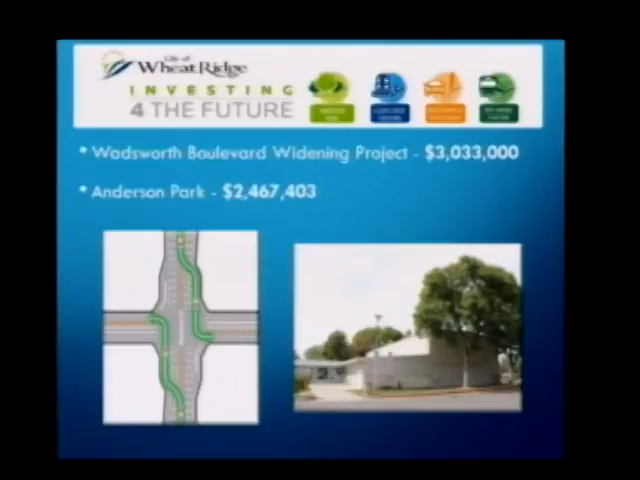 City of
Wheat Ridge
INVESTING
4 THE FUTURE
* Wadsworth Boulevard Widening Project - $3,033,000
* Anderson Park - $2,467,403